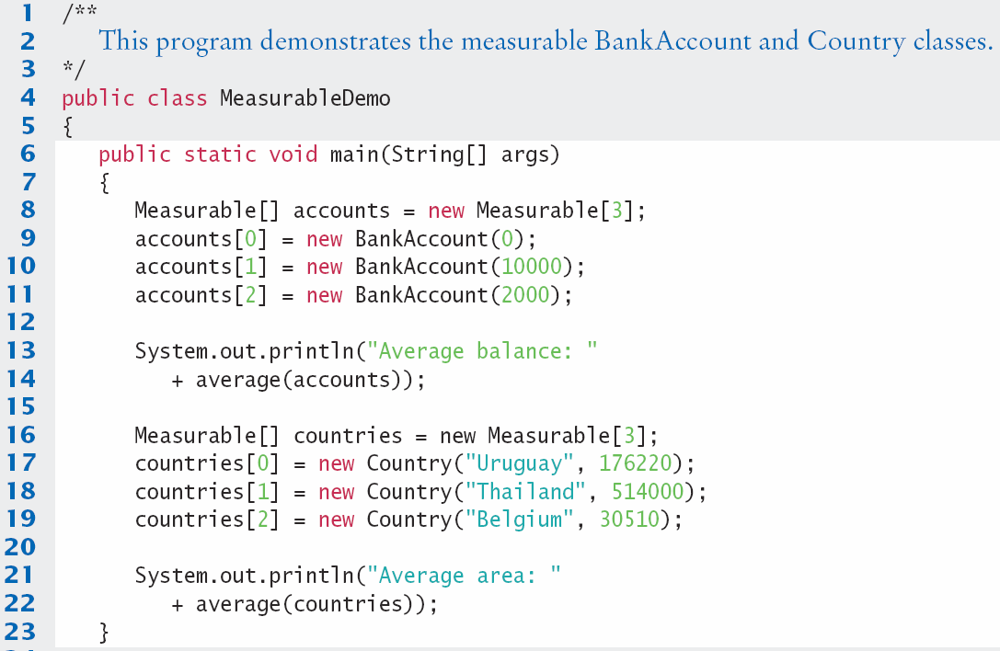 1 /**
2 This program demonstrates the measurable BankAccount and Country classes.
3 */
4 public class MeasurableDemo
5 {
6 public static void main(String[] args)
7 {
8 Measurable[] accounts = new Measurable[3];
9 accounts[0] = new BankAccount(0);
10 accounts[1] = new BankAccount(10000);
11 accounts[2] = new BankAccount(2000);
12
13 System.out.println("Average balance: "
14 + average(accounts));
15
16 Measurable[] countries = new Measurable[3];
17 countries[0] = new Country("Uruguay", 176220);
18 countries[1] = new Country("Thailand", 514000);
19 countries[2] = new Country("Belgium", 30510);
20
21 System.out.println("Average area: "
22 + average(countries));
23 }